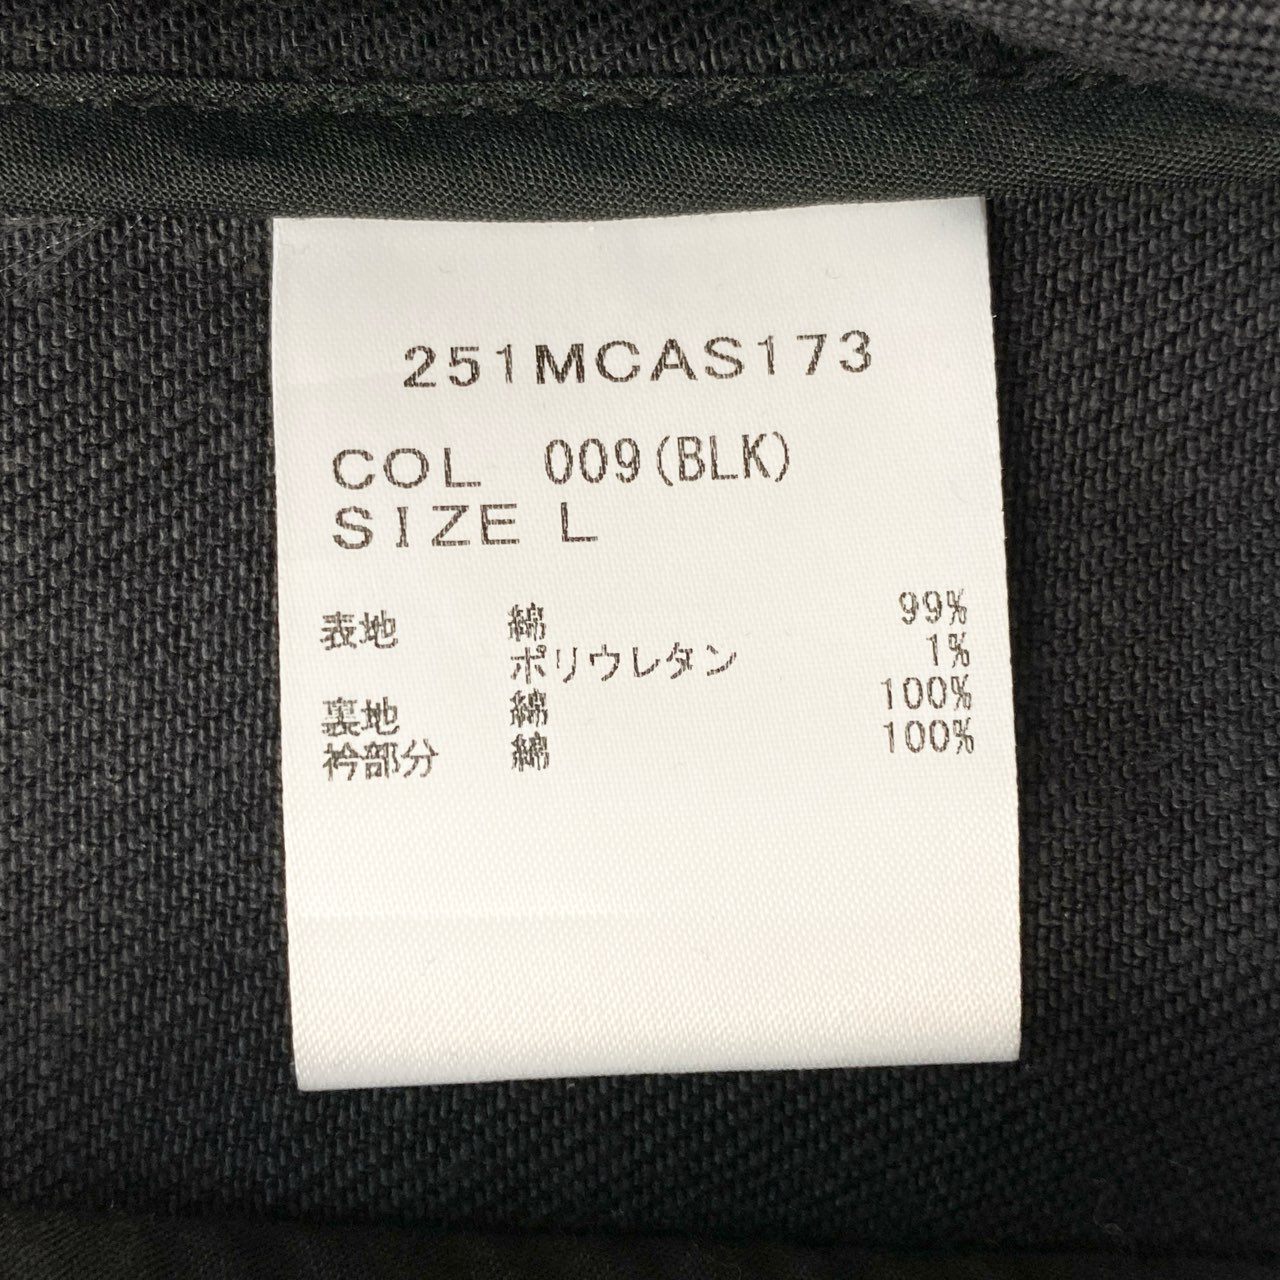 251MCAS173
COL 009(BLK)
SIZE L
表地 綿 99%
ポリウレタン 1%
裏地 綿 100%
衿部分 綿 100%